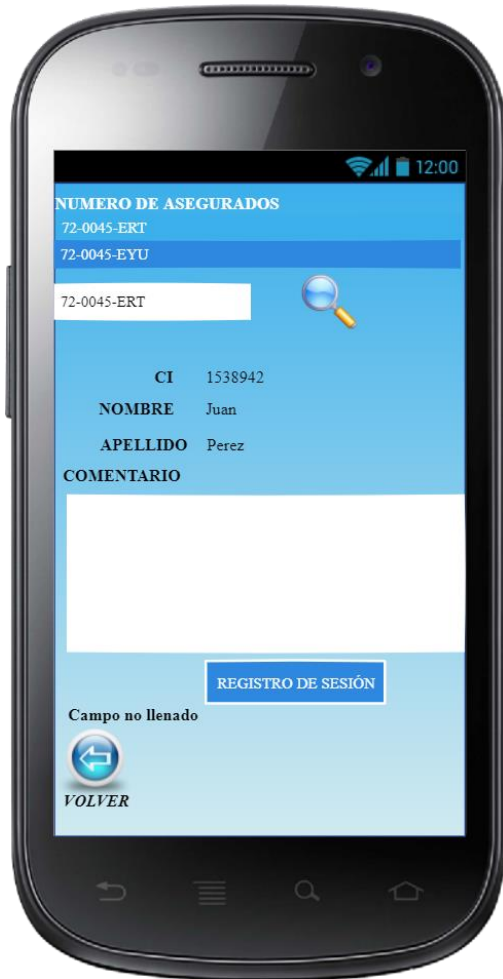 12:00
NUMERO DE ASEGURADOS
72-0045-ERT
72-0045-EYU
72-0045-ERT
CI 1538942
NOMBRE Juan
APELLIDO Perez
COMENTARIO
REGISTRO DE SESIÓN
Campo no llenado
VOLVER